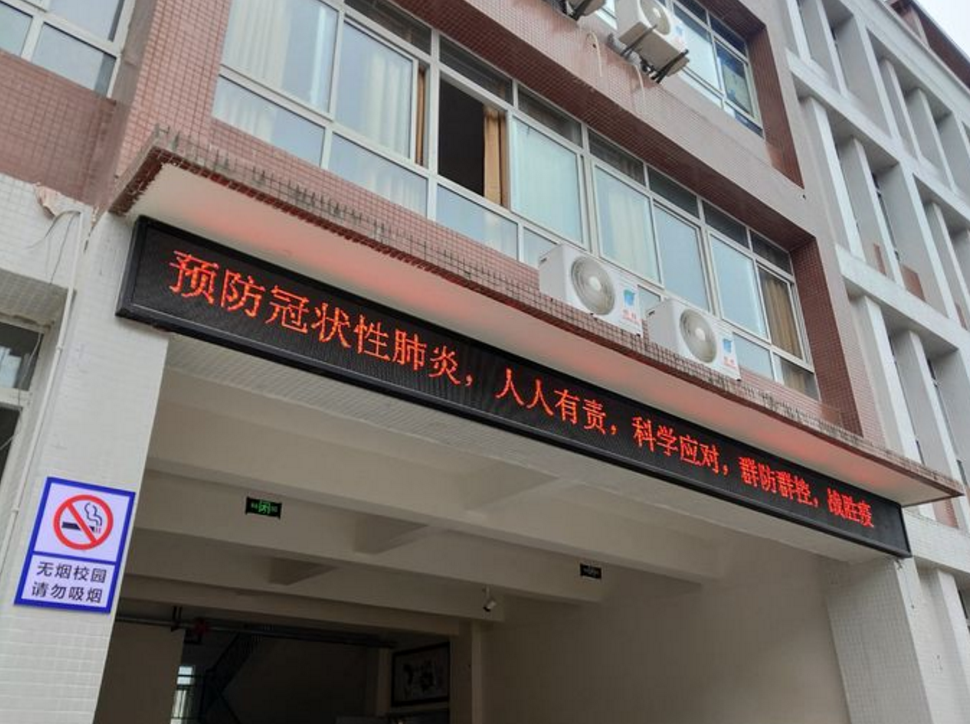 预防冠状性肺炎，人人有责，科学应对，群防群控，战胜疫
无烟校园
请勿吸烟